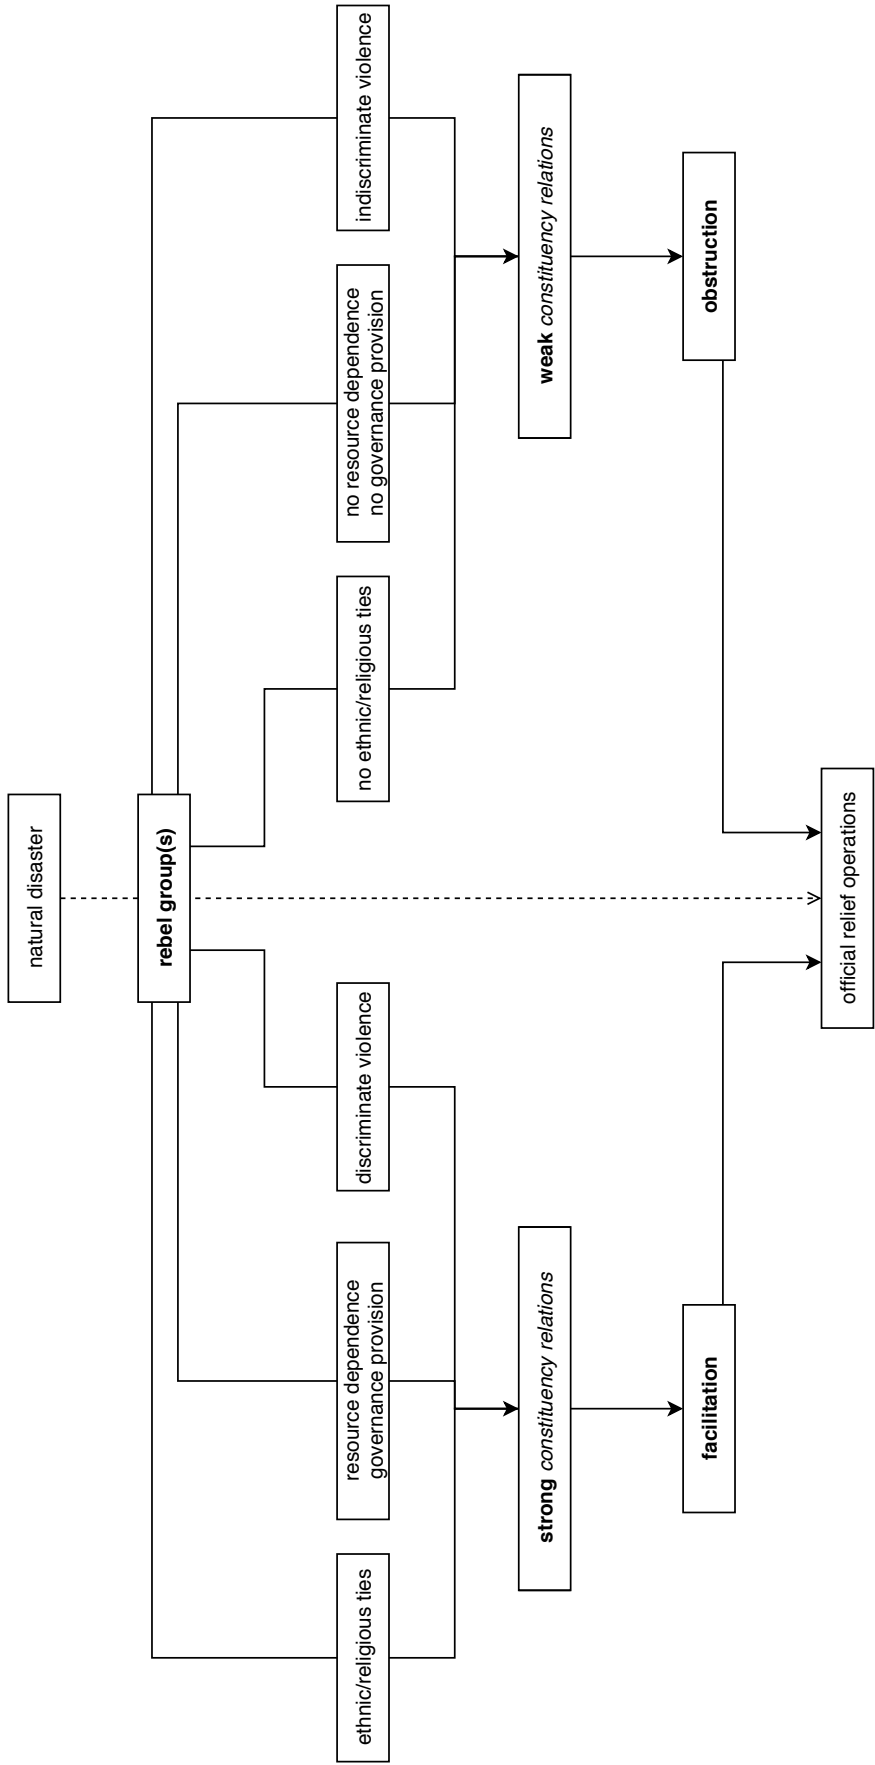 natural disaster
rebel group(s)
ethnic/religious ties
resource dependence
governance provision
discriminate violence
no ethnic/religious ties
no resource dependence
no governance provision
indiscriminate violence
strong constituency relations
weak constituency relations
facilitation
obstruction
official relief operations